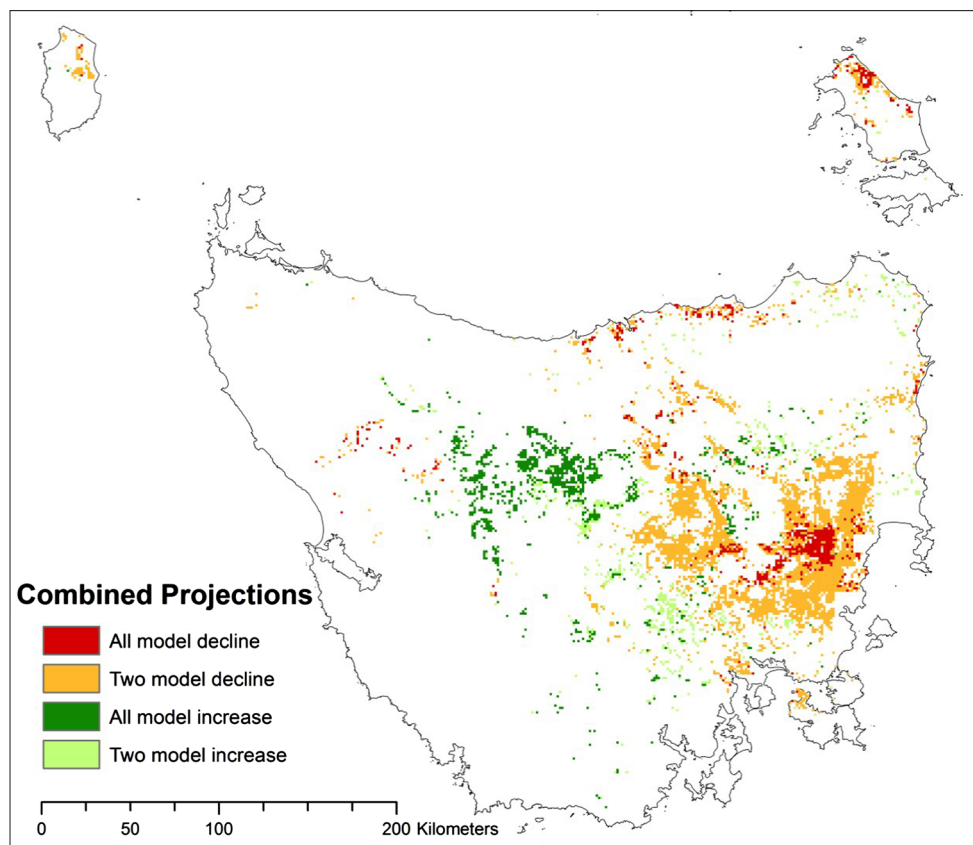 Combined Projections
All model decline
Two model decline
All model increase
Two model increase
0 50 100 200 Kilometers